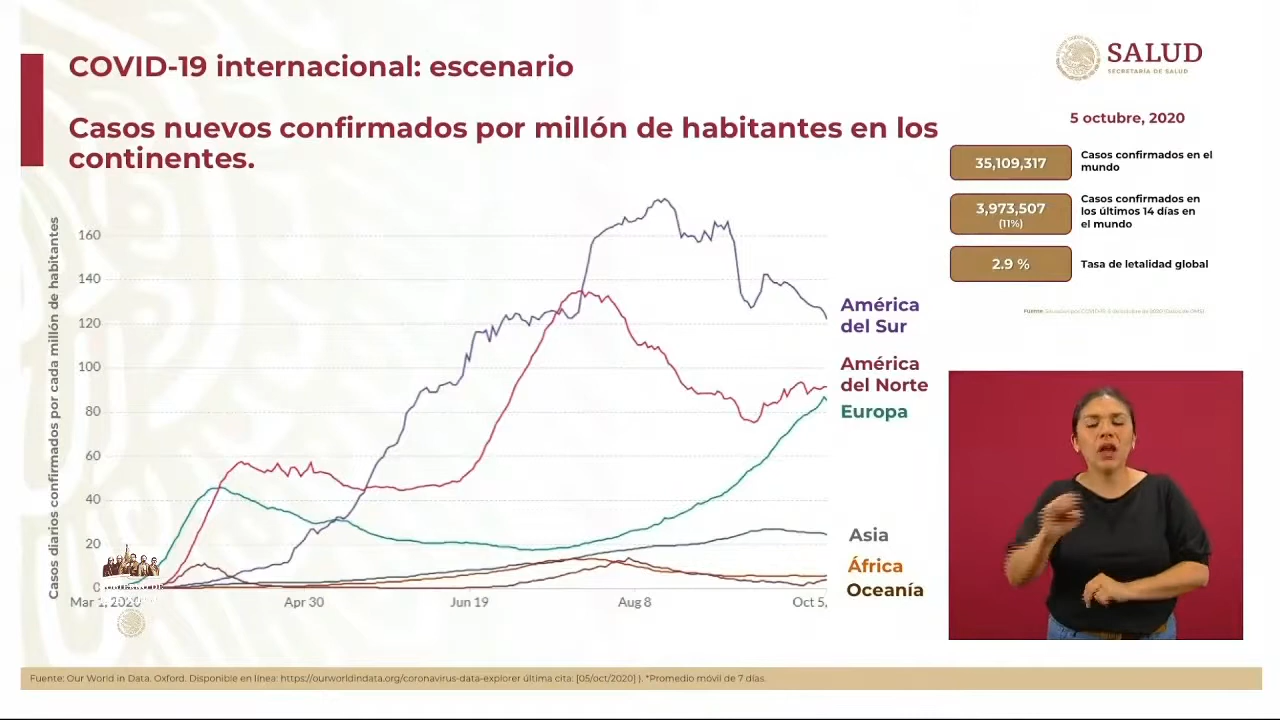 COVID-19 internacional: escenario
SALUD
SECRETARÍA DE SALUD
Casos nuevos confirmados por millón de habitantes en los
continentes.
5 octubre, 2020
35,109,317
Casos confirmados en el
mundo
3,973,507
(11%)
Casos confirmados en
los últimos 14 días en
el mundo
2.9 %
Tasa de letalidad global
Fuente
Casos diarios confirmados por cada millón de habitantes
160
140
120
100
80
60
40
20
0
Mar 1, 2020
Apr 30
Jun 19
Aug 8
Oct 5,
América
del Sur
América
del Norte
Europa
Asia
África
Oceanía
Fuente: Our World in Data. Oxford. Disponible en línea: https://ourworldindata.org/coronavirus-data-explorer última cita: [05/oct/2020] ). *Promedio móvil de 7 días.